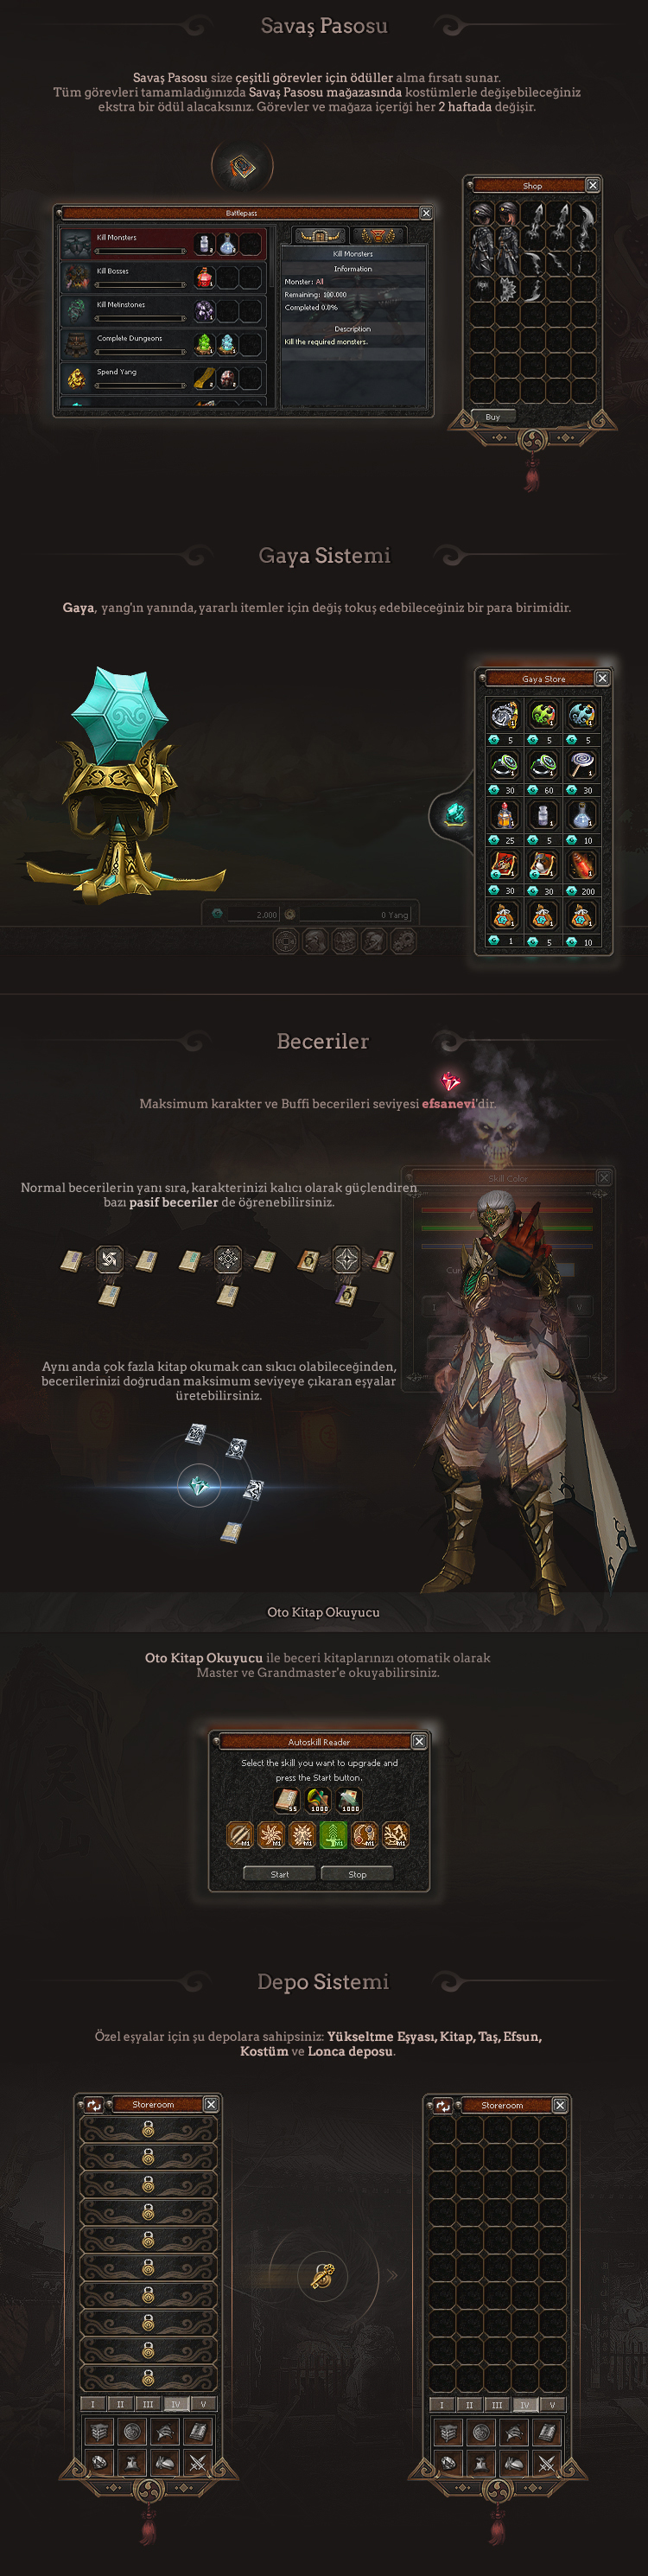 Savaş Pasosu
Savaş Pasosu size çeşitli görevler için ödüller alma fırsatı sunar.
Tüm görevleri tamamladığınızda Savaş Pasosu mağazasında kostümlerle değişebileceğiniz
ekstra bir ödül alacaksınız. Görevler ve mağaza içeriği her 2 haftada değişir.
Battlepass
Kill Monsters
Kill Bosses
Kill Metinstones
Complete Dungeons
Spend Yang
Kill Monsters
Information
Monster: All
Remaining: 100.000
Completed 0.0%
Description
Kill the required monsters.
Shop
Buy
Gaya Sistemi
Gaya, yang'ın yanında, yararlı itemler için değiş tokuş edebileceğiniz bir para birimidir.
Gaya Store
5 5 5
30 60 30
25 5 10
30 30 200
1 5 10
2.000 0 Yang
Beceriler
Maksimum karakter ve Buffi becerileri seviyesi efsanevi'dir.
Skill Color
Normal becerilerin yanı sıra, karakterinizi kalıcı olarak güçlendiren
bazı pasif beceriler de öğrenebilirsiniz.
Aynı anda çok fazla kitap okumak can sıkıcı olabileceğinden,
becerilerinizi doğrudan maksimum seviyeye çıkaran eşyalar
üretebilirsiniz.
Oto Kitap Okuyucu
Oto Kitap Okuyucu ile beceri kitaplarınızı otomatik olarak
Master ve Grandmaster'e okuyabilirsiniz.
Autoskill Reader
Select the skill you want to upgrade and
press the Start button.
55 1000 1000
M1 M1 M1 M1 M1 M1
Start Stop
Depo Sistemi
Özel eşyalar için şu depolara sahipsiniz: Yükseltme Eşyası, Kitap, Taş, Efsun,
Kostüm ve Lonca deposu.
Storeroom
I II III IV V
Storeroom
I II III IV V